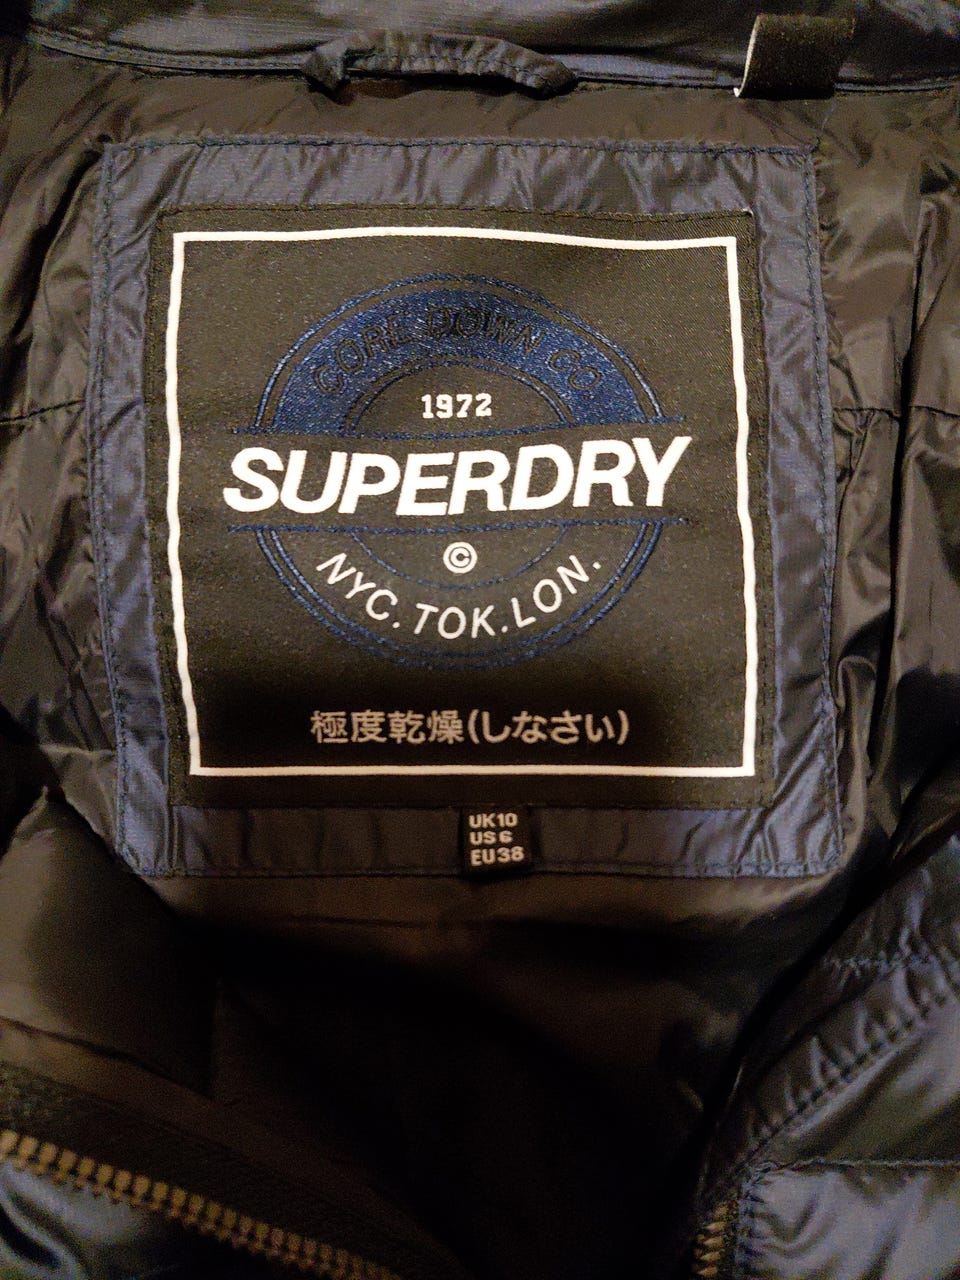 CORE DOWN CO
1972
SUPERDRY
©
NYC.TOK.LON.
極度乾燥(しなさい)
UK10
US6
EU38